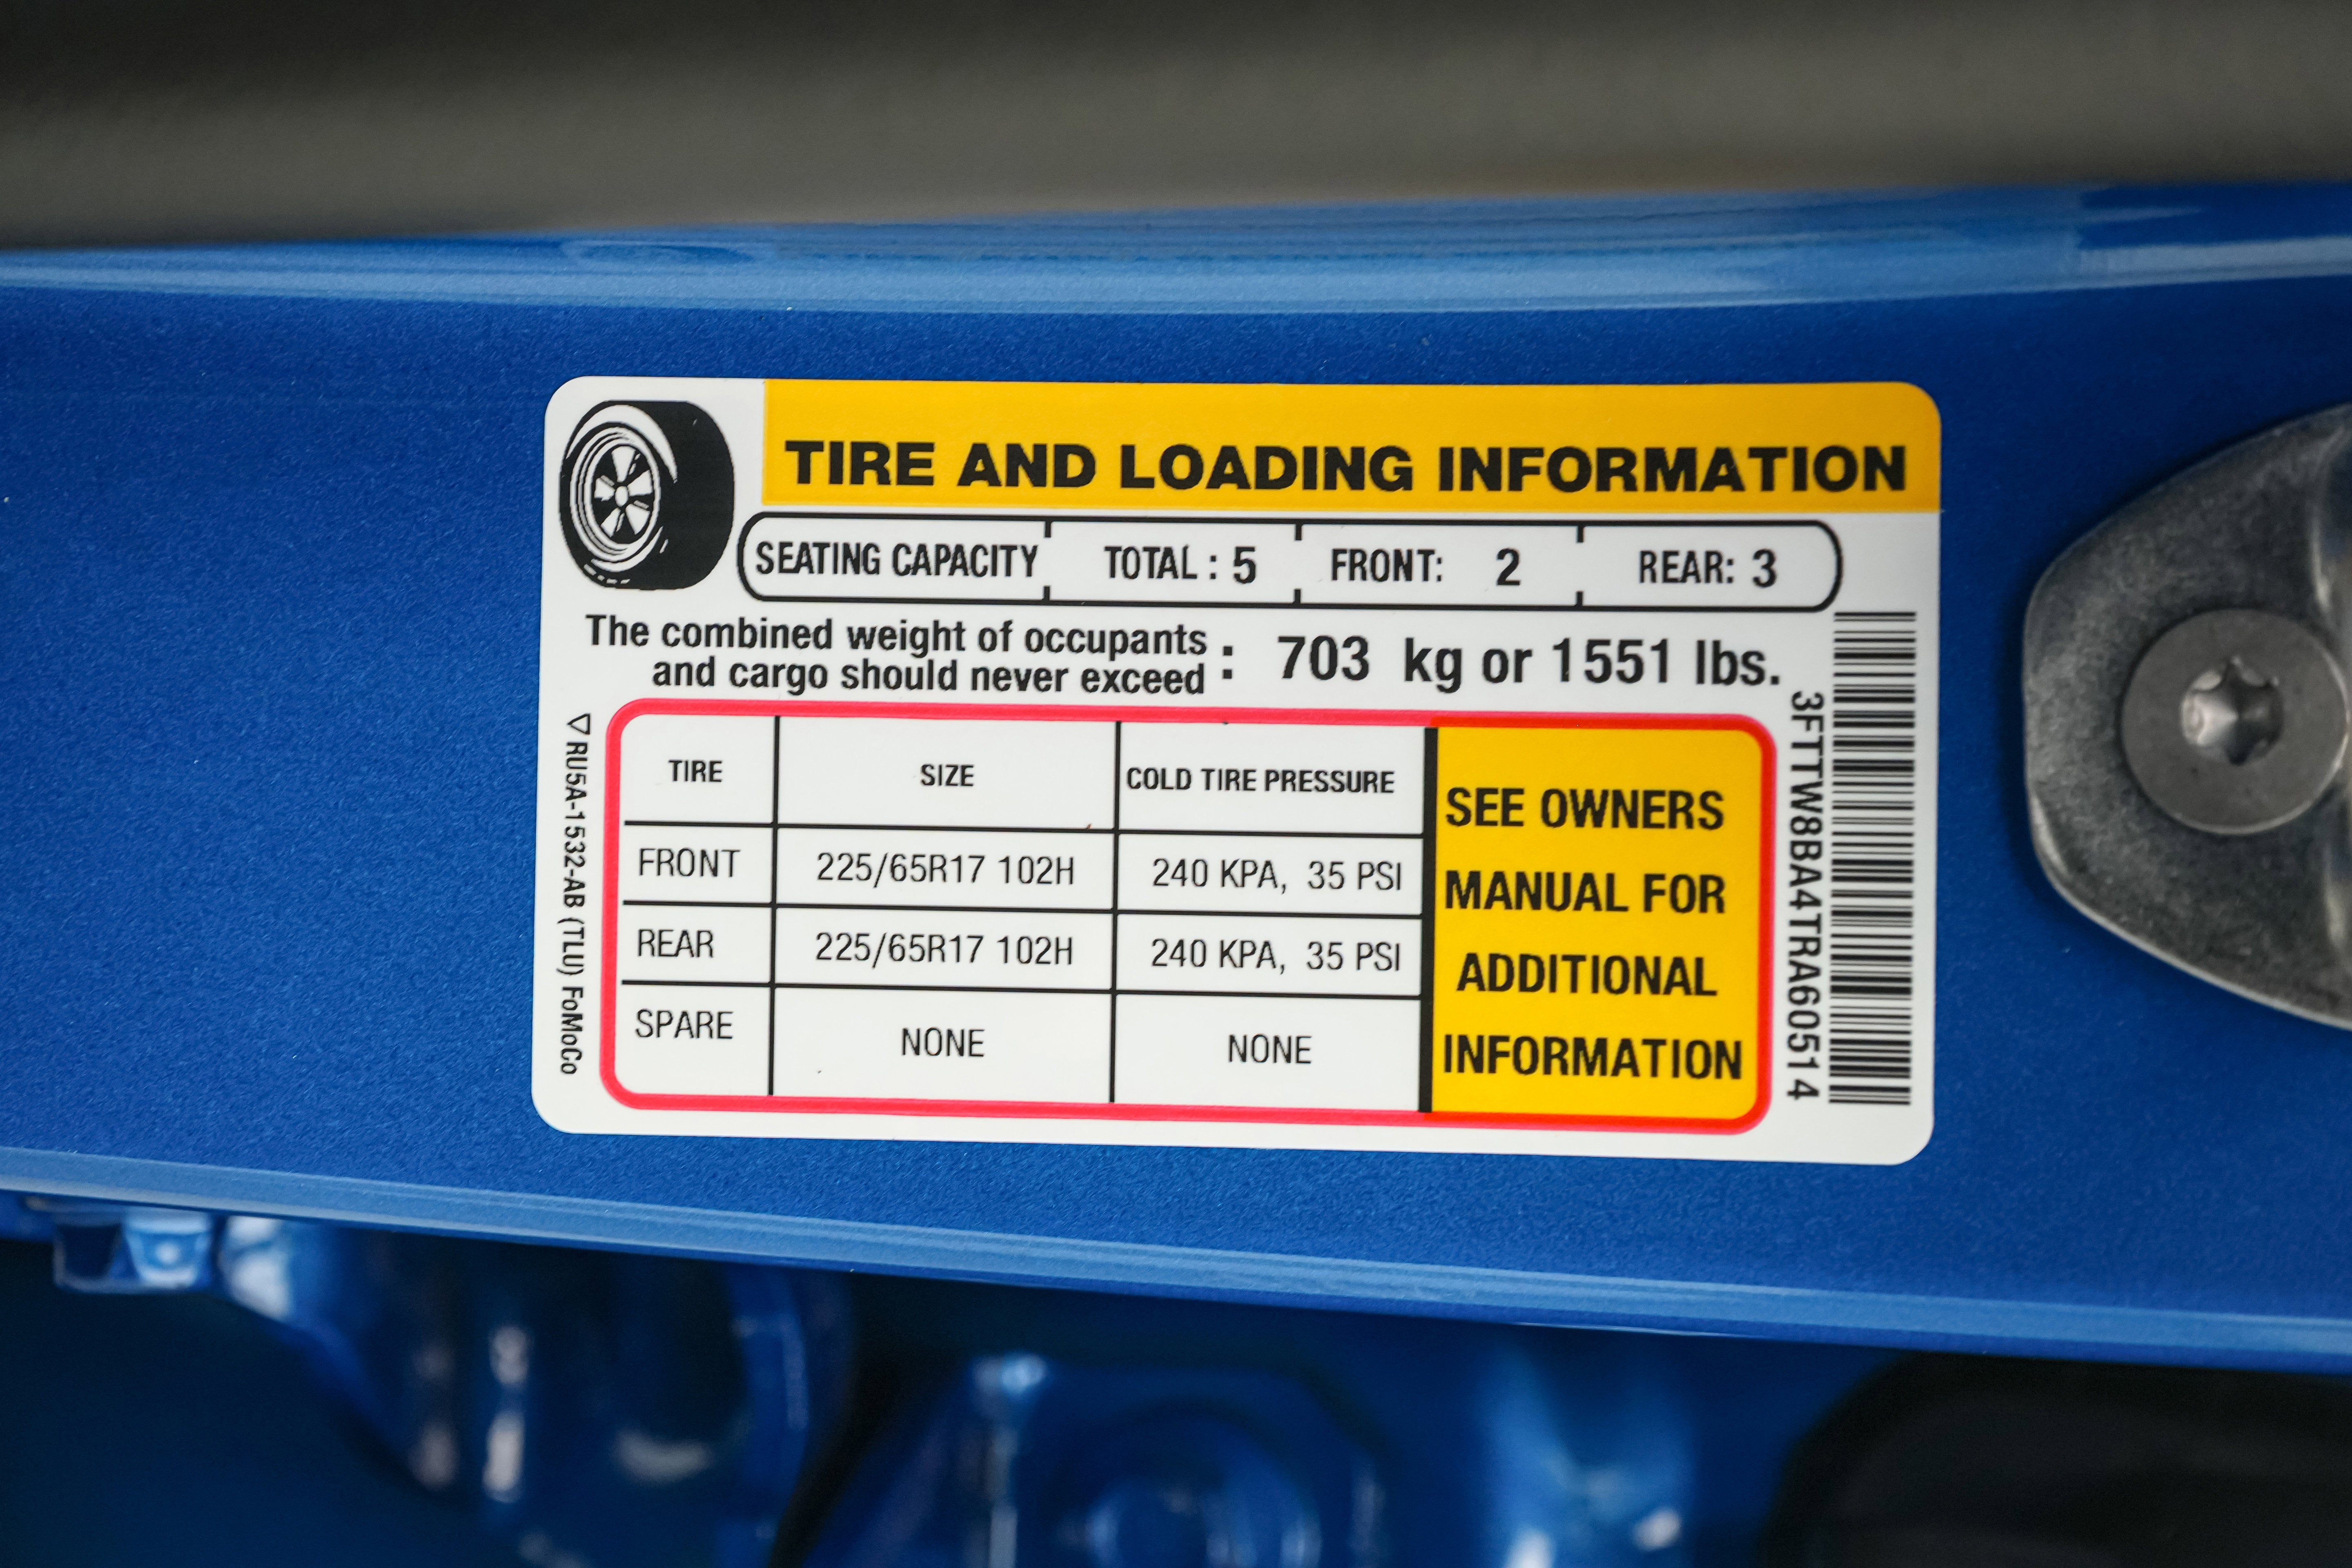 TIRE AND LOADING INFORMATION
SEATING CAPACITY TOTAL : 5 FRONT: 2 REAR: 3
The combined weight of occupants
and cargo should never exceed : 703 kg or 1551 lbs.
TIRE SIZE COLD TIRE PRESSURE
FRONT 225/65R17 102H 240 KPA, 35 PSI
REAR 225/65R17 102H 240 KPA, 35 PSI
SPARE NONE NONE
SEE OWNERS
MANUAL FOR
ADDITIONAL
INFORMATION
3FTTW8BA4TRA60514
RU5A-1532-AB (TLU) FoMoCo